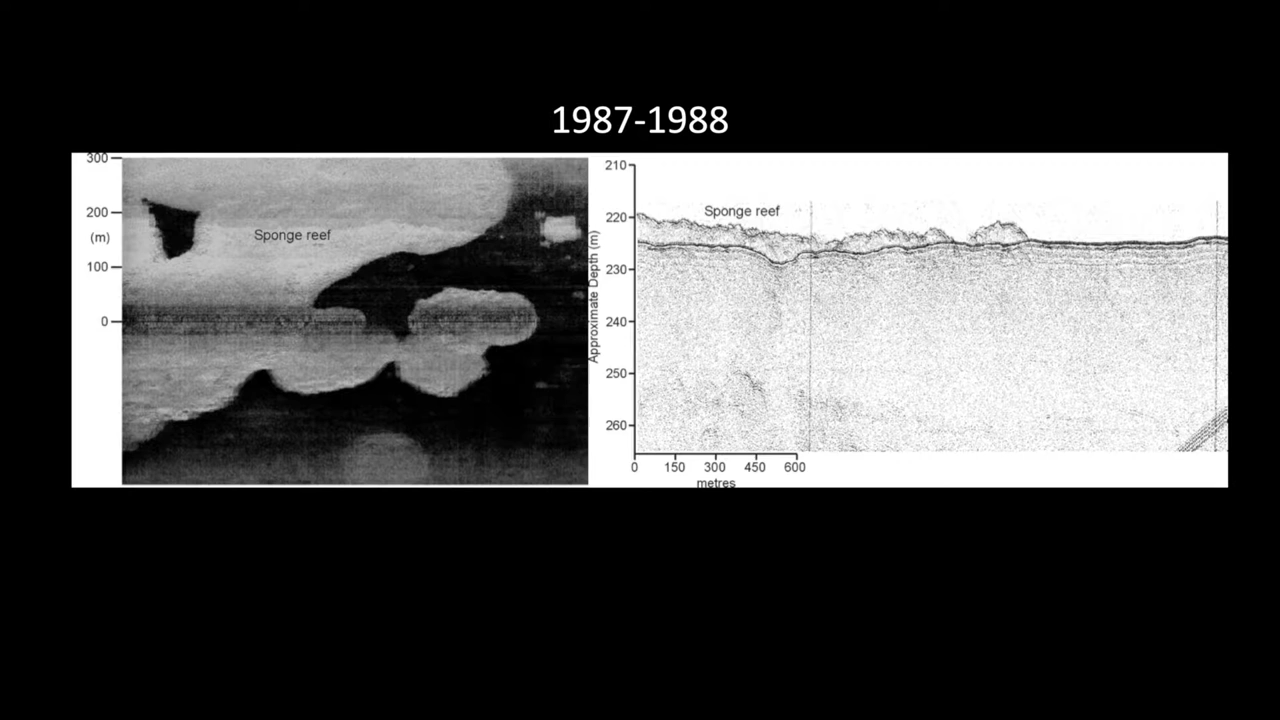 1987-1988
300
200
(m)
100
0
Sponge reef
210
220
230
240
250
260
Approximate Depth (m)
Sponge reef
0 150 300 450 600
metres